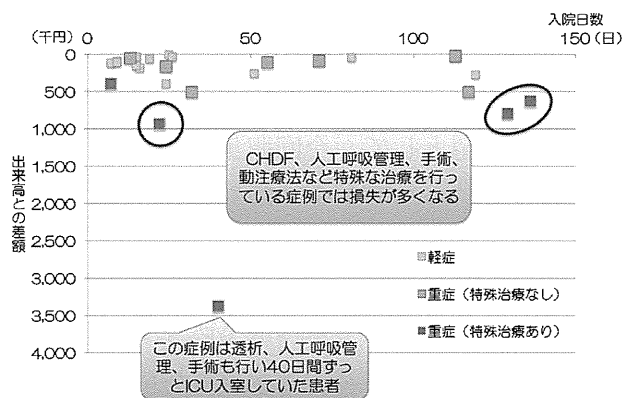 入院日数
(千円)
0
50
100
150 (日)
0
500
1,000
1,500
2,000
2,500
3,000
3,500
4,000
出来高との差額
CHDF、人工呼吸管理、手術、
動注療法など特殊な治療を行っ
ている症例では損失が多くなる
軽症
重症（特殊治療なし）
重症（特殊治療あり）
この症例は透析、人工呼吸管
理、手術も行い40日間ずっ
とICU入室していた患者